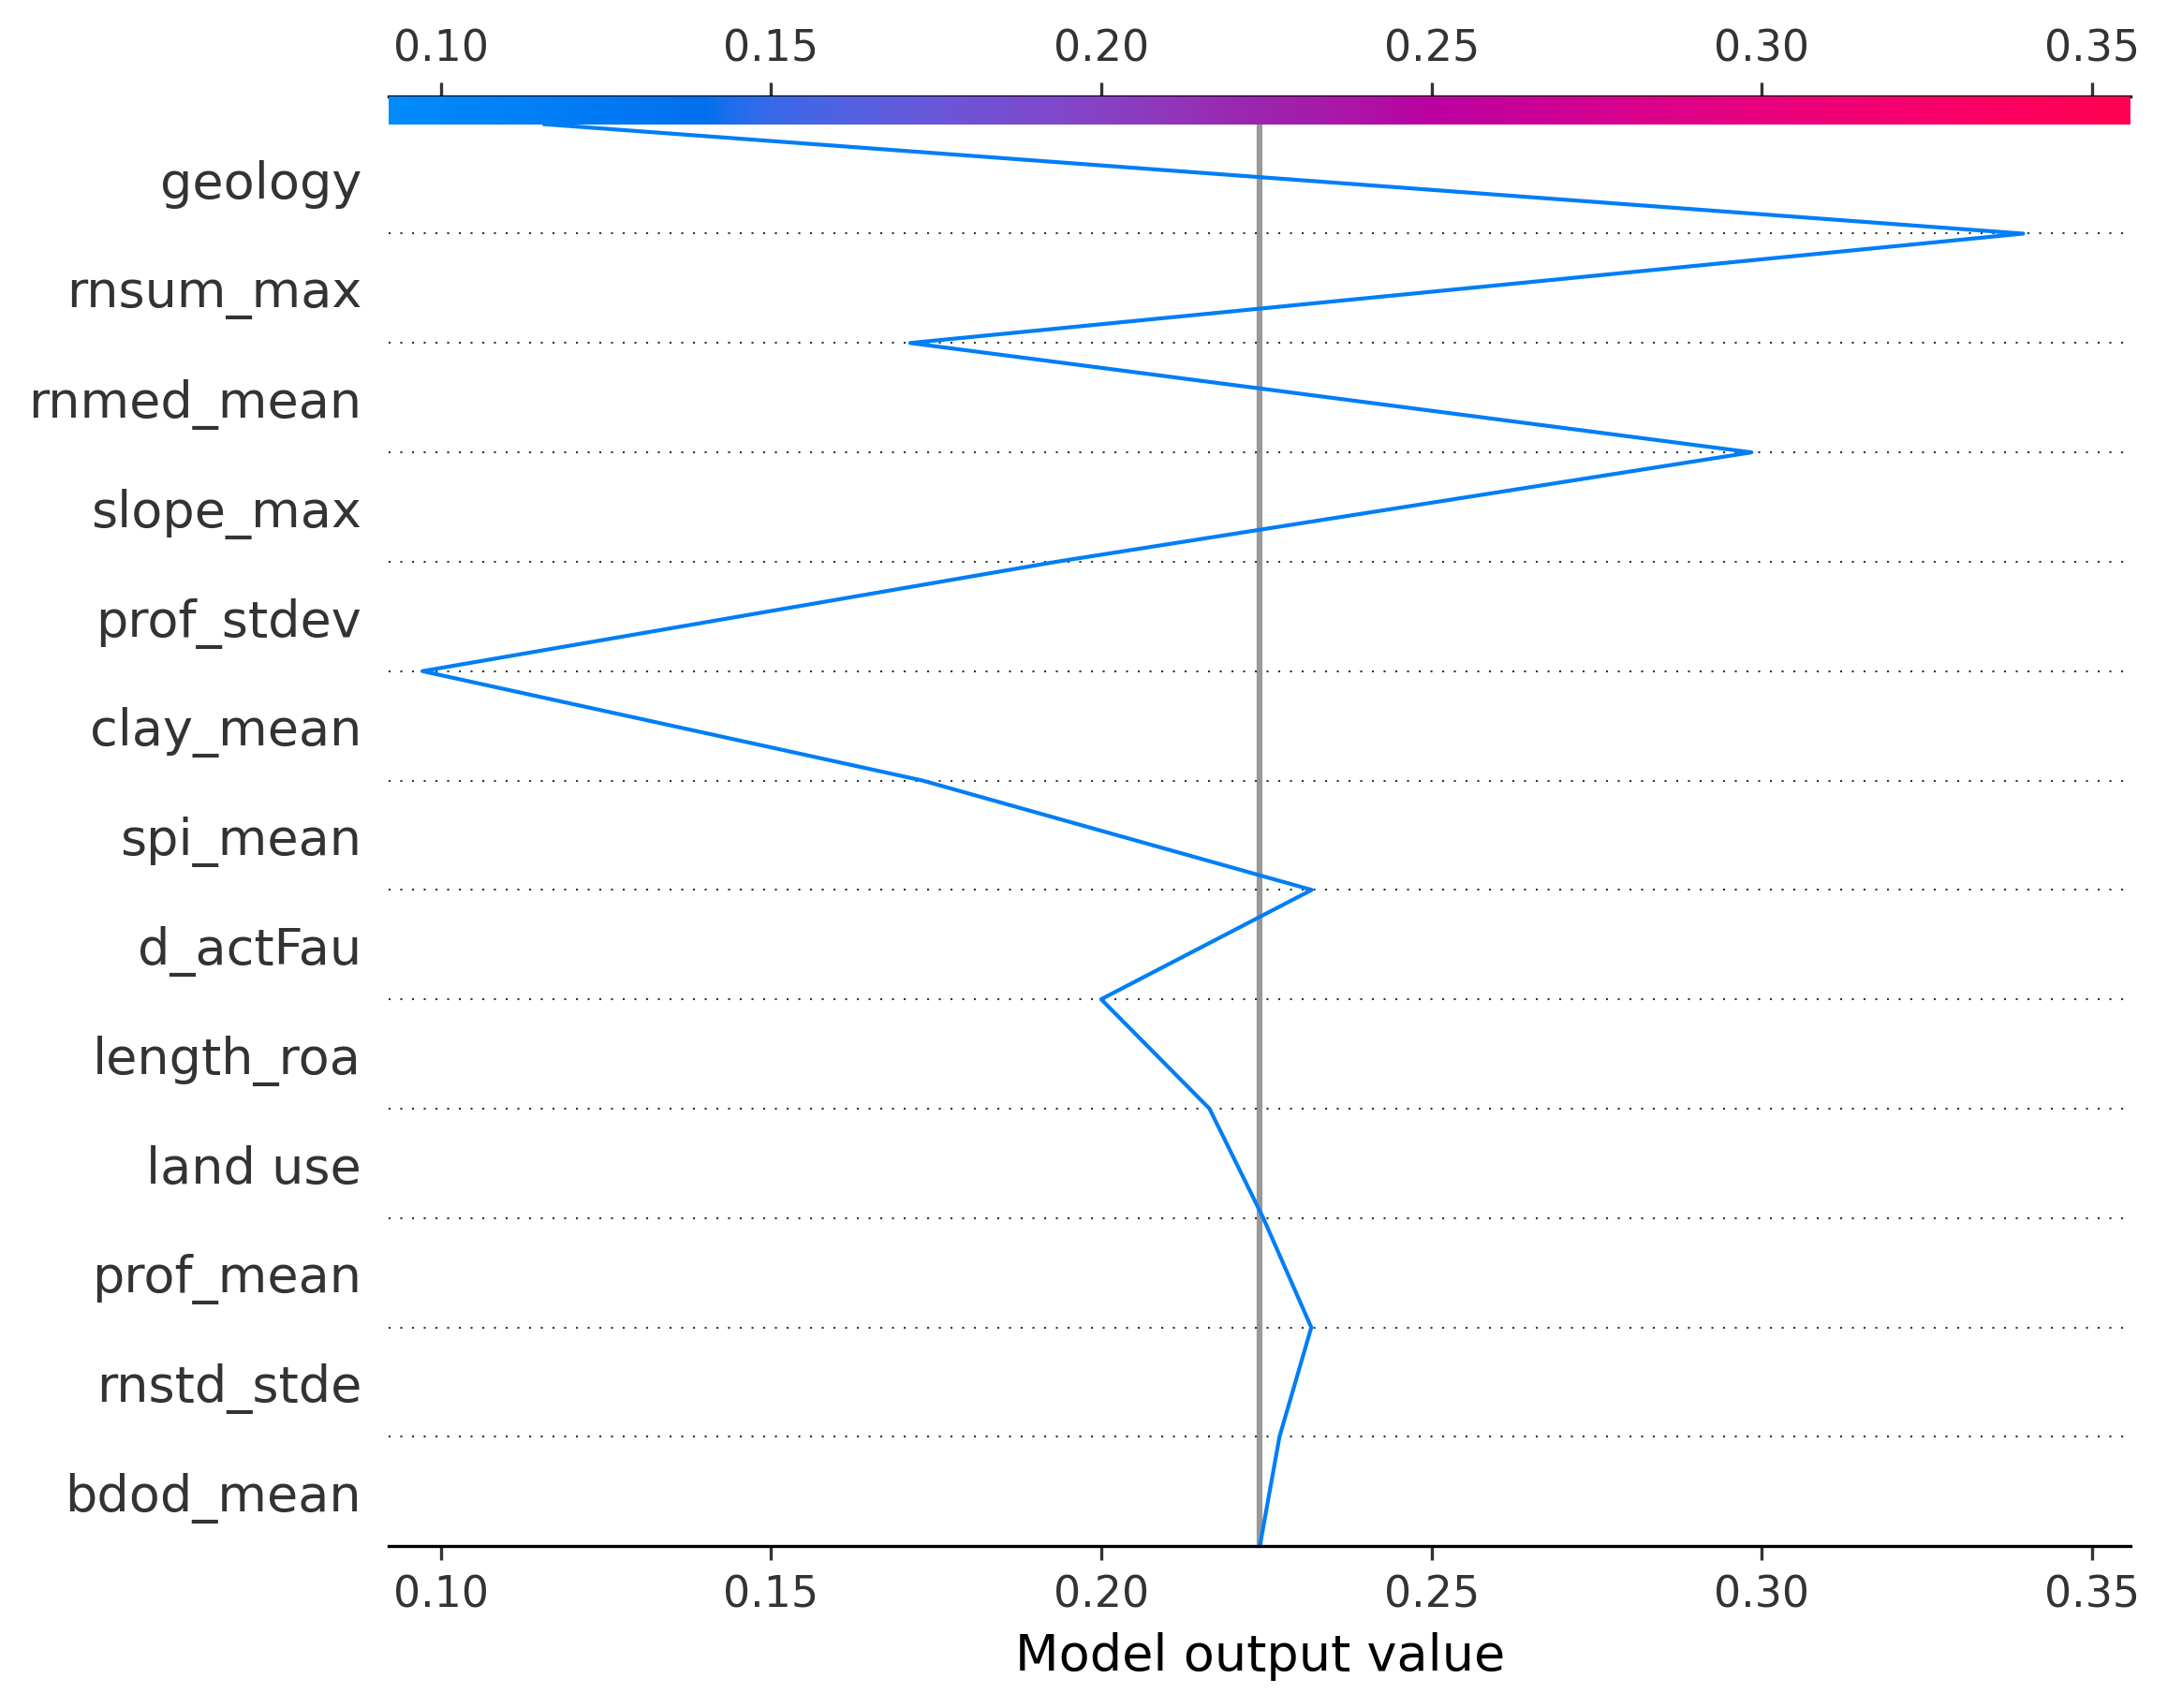 0.10 0.15 0.20 0.25 0.30 0.35
geology
rnsum_max
rnmed_mean
slope_max
prof_stdev
clay_mean
spi_mean
d_actFau
length_roa
land use
prof_mean
rnstd_stde
bdod_mean
0.10 0.15 0.20 0.25 0.30 0.35
Model output value